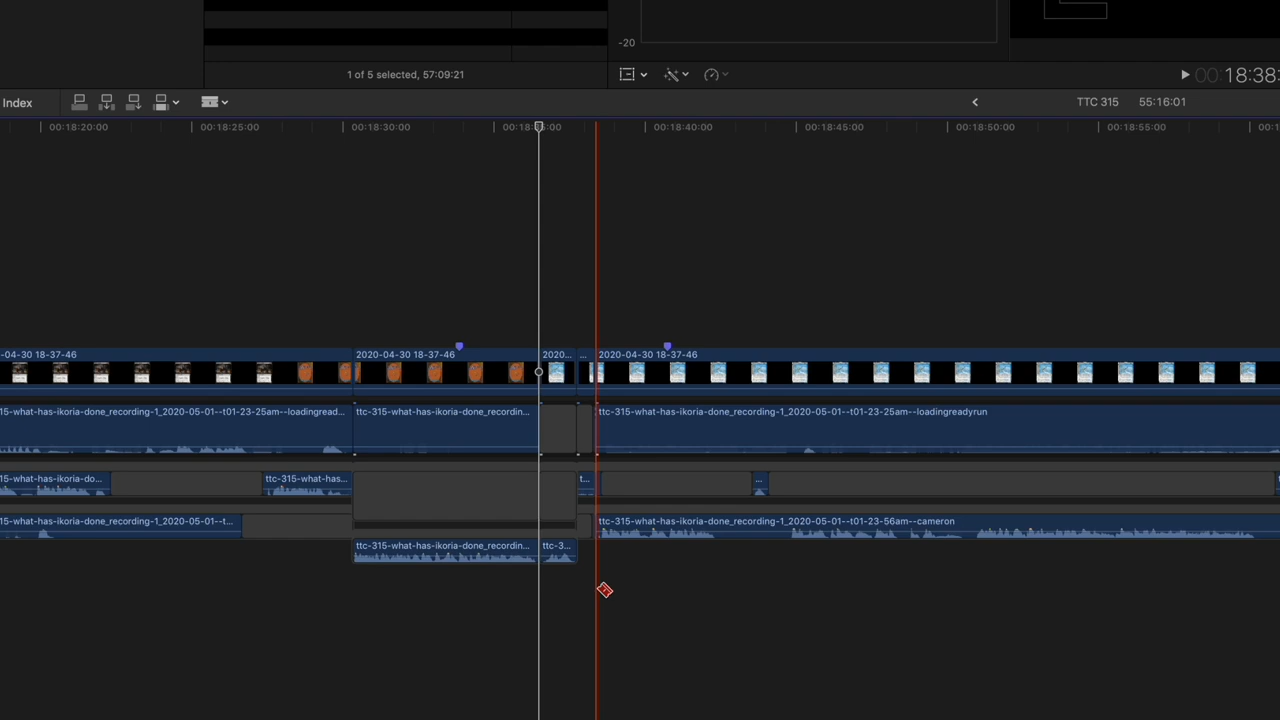 -20
1 of 5 selected, 57:09:21
00:18:38:
Index
TTC 315
55:16:01
00:18:20:00
00:18:25:00
00:18:30:00
00:18:35:00
00:18:40:00
00:18:45:00
00:18:50:00
00:18:55:00
-04-30 18-37-46
2020-04-30 18-37-46
2020...
...
2020-04-30 18-37-46
15-what-has-ikoria-done_recording-1_2020-05-01--t01-23-25am--loadingread...
ttc-315-what-has-ikoria-done_recordin...
ttc-315-what-has-ikoria-done_recording-1_2020-05-01--t01-23-25am--loadingreadyrun
15-what-has-ikoria-do...
ttc-315-what-has...
t...
...
15-what-has-ikoria-done_recording-1_2020-05-01--t...
ttc-315-what-has-ikoria-done_recording-1_2020-05-01--t01-23-56am--cameron
ttc-315-what-has-ikoria-done_recordin...
ttc-3...